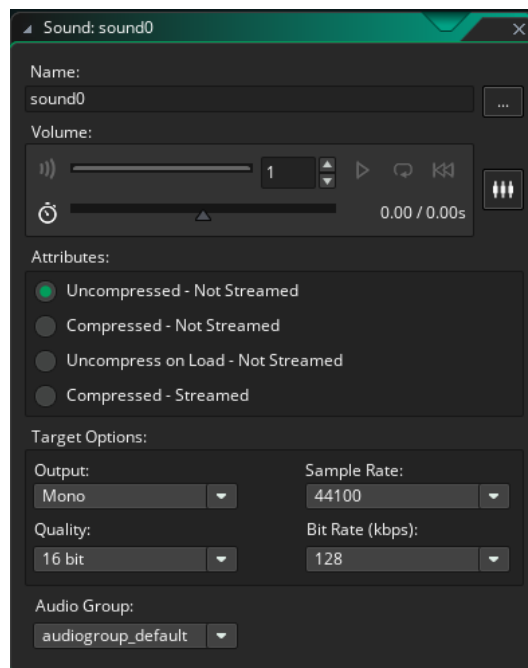 Sound: sound0
Name:
sound0
...
Volume:
1
0.00 / 0.00s
Attributes:
Uncompressed - Not Streamed
Compressed - Not Streamed
Uncompress on Load - Not Streamed
Compressed - Streamed
Target Options:
Output: Sample Rate:
Mono 44100
Quality: Bit Rate (kbps):
16 bit 128
Audio Group:
audiogroup_default